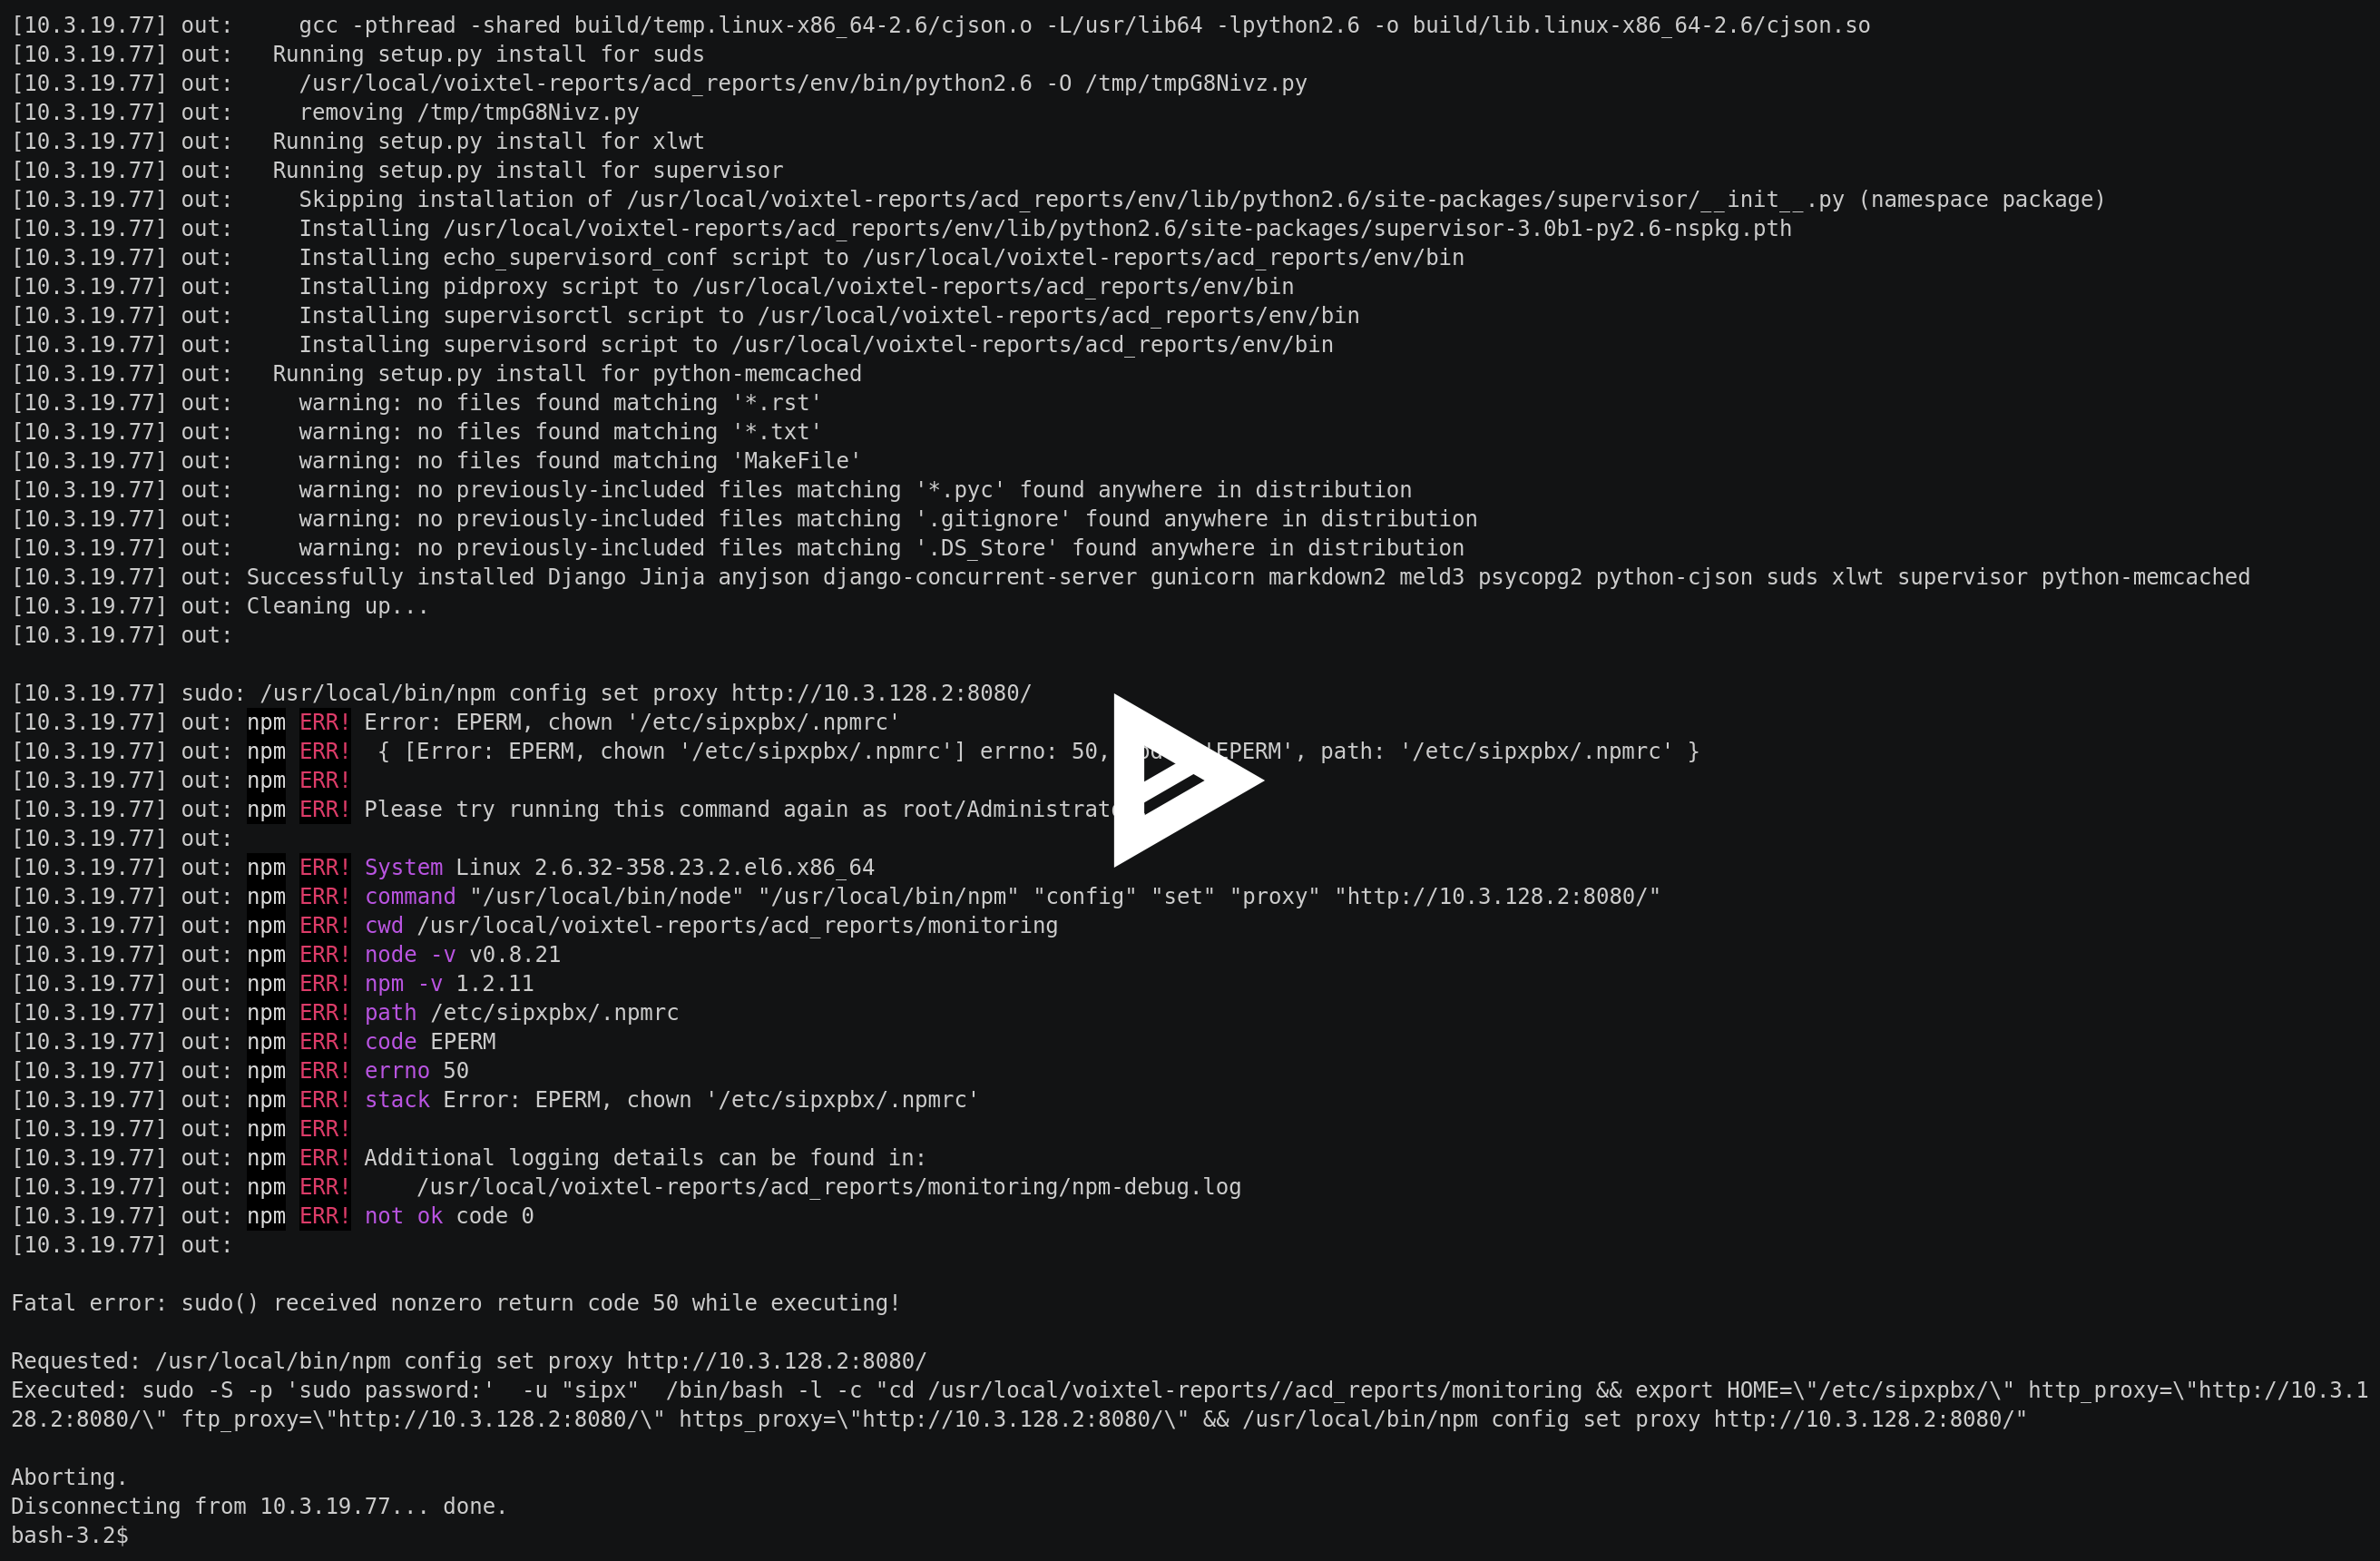 [10.3.19.77] out:     gcc -pthread -shared build/temp.linux-x86_64-2.6/cjson.o -L/usr/lib64 -lpython2.6 -o build/lib.linux-x86_64-2.6/cjson.so
[10.3.19.77] out:   Running setup.py install for suds
[10.3.19.77] out:     /usr/local/voixtel-reports/acd_reports/env/bin/python2.6 -O /tmp/tmpG8Nivz.py
[10.3.19.77] out:     removing /tmp/tmpG8Nivz.py
[10.3.19.77] out:   Running setup.py install for xlwt
[10.3.19.77] out:   Running setup.py install for supervisor
[10.3.19.77] out:     Skipping installation of /usr/local/voixtel-reports/acd_reports/env/lib/python2.6/site-packages/supervisor/__init__.py (namespace package)
[10.3.19.77] out:     Installing /usr/local/voixtel-reports/acd_reports/env/lib/python2.6/site-packages/supervisor-3.0b1-py2.6-nspkg.pth
[10.3.19.77] out:     Installing echo_supervisord_conf script to /usr/local/voixtel-reports/acd_reports/env/bin
[10.3.19.77] out:     Installing pidproxy script to /usr/local/voixtel-reports/acd_reports/env/bin
[10.3.19.77] out:     Installing supervisorctl script to /usr/local/voixtel-reports/acd_reports/env/bin
[10.3.19.77] out:     Installing supervisord script to /usr/local/voixtel-reports/acd_reports/env/bin
[10.3.19.77] out:   Running setup.py install for python-memcached
[10.3.19.77] out:     warning: no files found matching '*.rst'
[10.3.19.77] out:     warning: no files found matching '*.txt'
[10.3.19.77] out:     warning: no files found matching 'MakeFile'
[10.3.19.77] out:     warning: no previously-included files matching '*.pyc' found anywhere in distribution
[10.3.19.77] out:     warning: no previously-included files matching '.gitignore' found anywhere in distribution
[10.3.19.77] out:     warning: no previously-included files matching '.DS_Store' found anywhere in distribution
[10.3.19.77] out: Successfully installed Django Jinja anyjson django-concurrent-server gunicorn markdown2 meld3 psycopg2 python-cjson suds xlwt supervisor python-memcached
[10.3.19.77] out: Cleaning up...
[10.3.19.77] out:
[10.3.19.77] sudo: /usr/local/bin/npm config set proxy http://10.3.128.2:8080/
[10.3.19.77] out: npm ERR! Error: EPERM, chown '/etc/sipxpbx/.npmrc'
[10.3.19.77] out: npm ERR!  { [Error: EPERM, chown '/etc/sipxpbx/.npmrc'] errno: 50, 'EPERM', path: '/etc/sipxpbx/.npmrc' }
[10.3.19.77] out: npm ERR!
[10.3.19.77] out: npm ERR! Please try running this command again as
[10.3.19.77] out:
[10.3.19.77] out: npm ERR! System Linux 2.6.32-358.23.2.el6.x86_64
[10.3.19.77] out: npm ERR! command "/usr/local/bin/node" "/usr/local/bin/npm" "config" "set" "proxy" "http://10.3.128.2:8080/"
[10.3.19.77] out: npm ERR! cwd /usr/local/voixtel-reports/acd_reports/monitoring
[10.3.19.77] out: npm ERR! node -v v0.8.21
[10.3.19.77] out: npm ERR! npm -v 1.2.11
[10.3.19.77] out: npm ERR! path /etc/sipxpbx/.npmrc
[10.3.19.77] out: npm ERR! code EPERM
[10.3.19.77] out: npm ERR! errno 50
[10.3.19.77] out: npm ERR! stack Error: EPERM, chown '/etc/sipxpbx/.npmrc'
[10.3.19.77] out: npm ERR!
[10.3.19.77] out: npm ERR! Additional logging details can be found in:
[10.3.19.77] out: npm ERR!     /usr/local/voixtel-reports/acd_reports/monitoring/npm-debug.log
[10.3.19.77] out: npm ERR! not ok code 0
[10.3.19.77] out:
Fatal error: sudo() received nonzero return code 50 while executing!
Requested: /usr/local/bin/npm config set proxy http://10.3.128.2:8080/
Executed: sudo -S -p 'sudo password:'  -u "sipx"  /bin/bash -l -c "cd /usr/local/voixtel-reports//acd_reports/monitoring && export HOME=\"/etc/sipxpbx/\" http_proxy=\"http://10.3.1
28.2:8080/\" ftp_proxy=\"http://10.3.128.2:8080/\" https_proxy=\"http://10.3.128.2:8080/\" && /usr/local/bin/npm config set proxy http://10.3.128.2:8080/"
Aborting.
Disconnecting from 10.3.19.77... done.
bash-3.2$